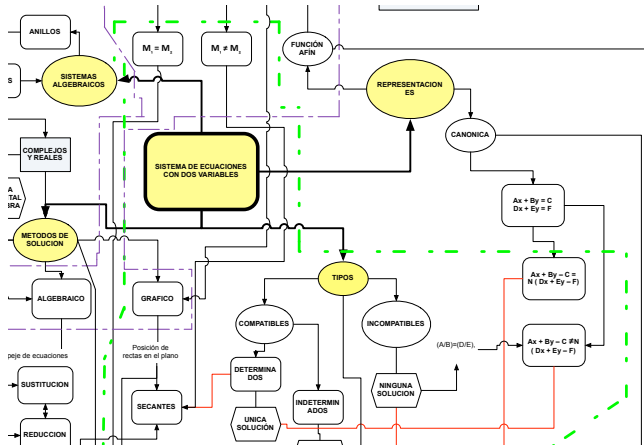 ANILLOS
S
SISTEMAS
ALGEBRAICOS
M₁ = M₂
M₁ ≠ M₂
FUNCIÓN
AFÍN
REPRESENTACION
ES
CANONICA
COMPLEJOS
Y REALES
A
TAL
BRA
SISTEMA DE ECUACIONES
CON DOS VARIABLES
Ax + By = C
Dx + Ey = F
METODOS DE
SOLUCION
TIPOS
Ax + By – C =
N ( Dx + Ey – F)
ALGEBRAICO
GRAFICO
COMPATIBLES
INCOMPATIBLES
(A/B)=(D/E),
Ax + By – C ≠N
( Dx + Ey – F)
peje de ecuaciones
Posición de
rectas en el plano
DETERMINA
DOS
SUSTITUCION
SECANTES
INDETERMIN
ADOS
NINGUNA
SOLUCION
UNICA
SOLUCIÓN
REDUCCION